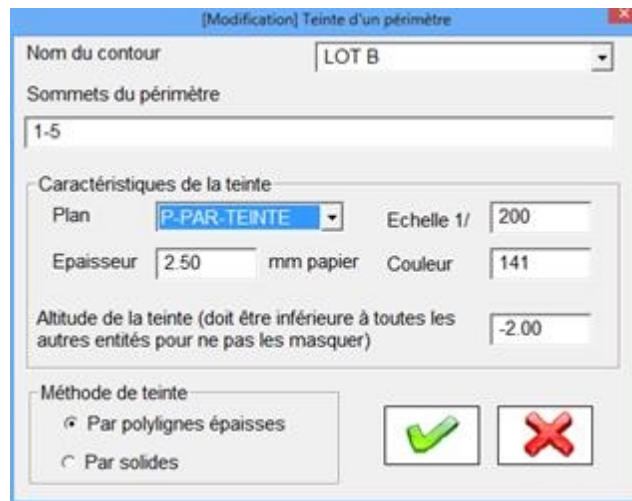 [Modification] Teinte d'un périmètre
Nom du contour LOT B
Sommets du périmètre
1-5
Caractéristiques de la teinte
Plan P-PAR-TEINTE Echelle 1/ 200
Epaisseur 2.50 mm papier Couleur 141
Altitude de la teinte (doit être inférieure à toutes les
autres entités pour ne pas les masquer) -2.00
Méthode de teinte
Par polylignes épaisses
Par solides